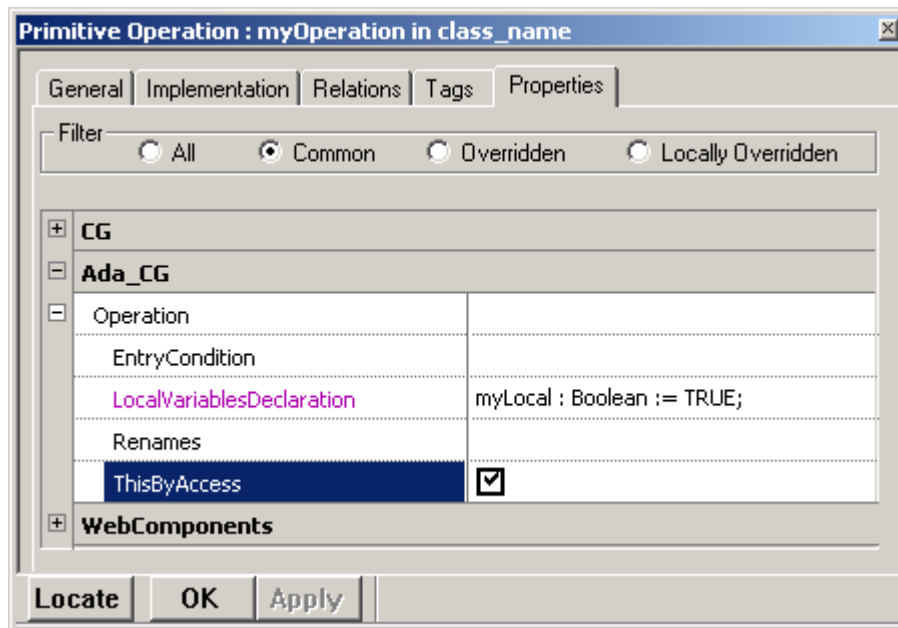 Primitive Operation : myOperation in class_name
General Implementation Relations Tags Properties
Filter
All Common Overridden Locally Overridden
CG
Ada_CG
Operation
EntryCondition
LocalVariablesDeclaration myLocal : Boolean := TRUE;
Renames
ThisByAccess
WebComponents
Locate OK Apply